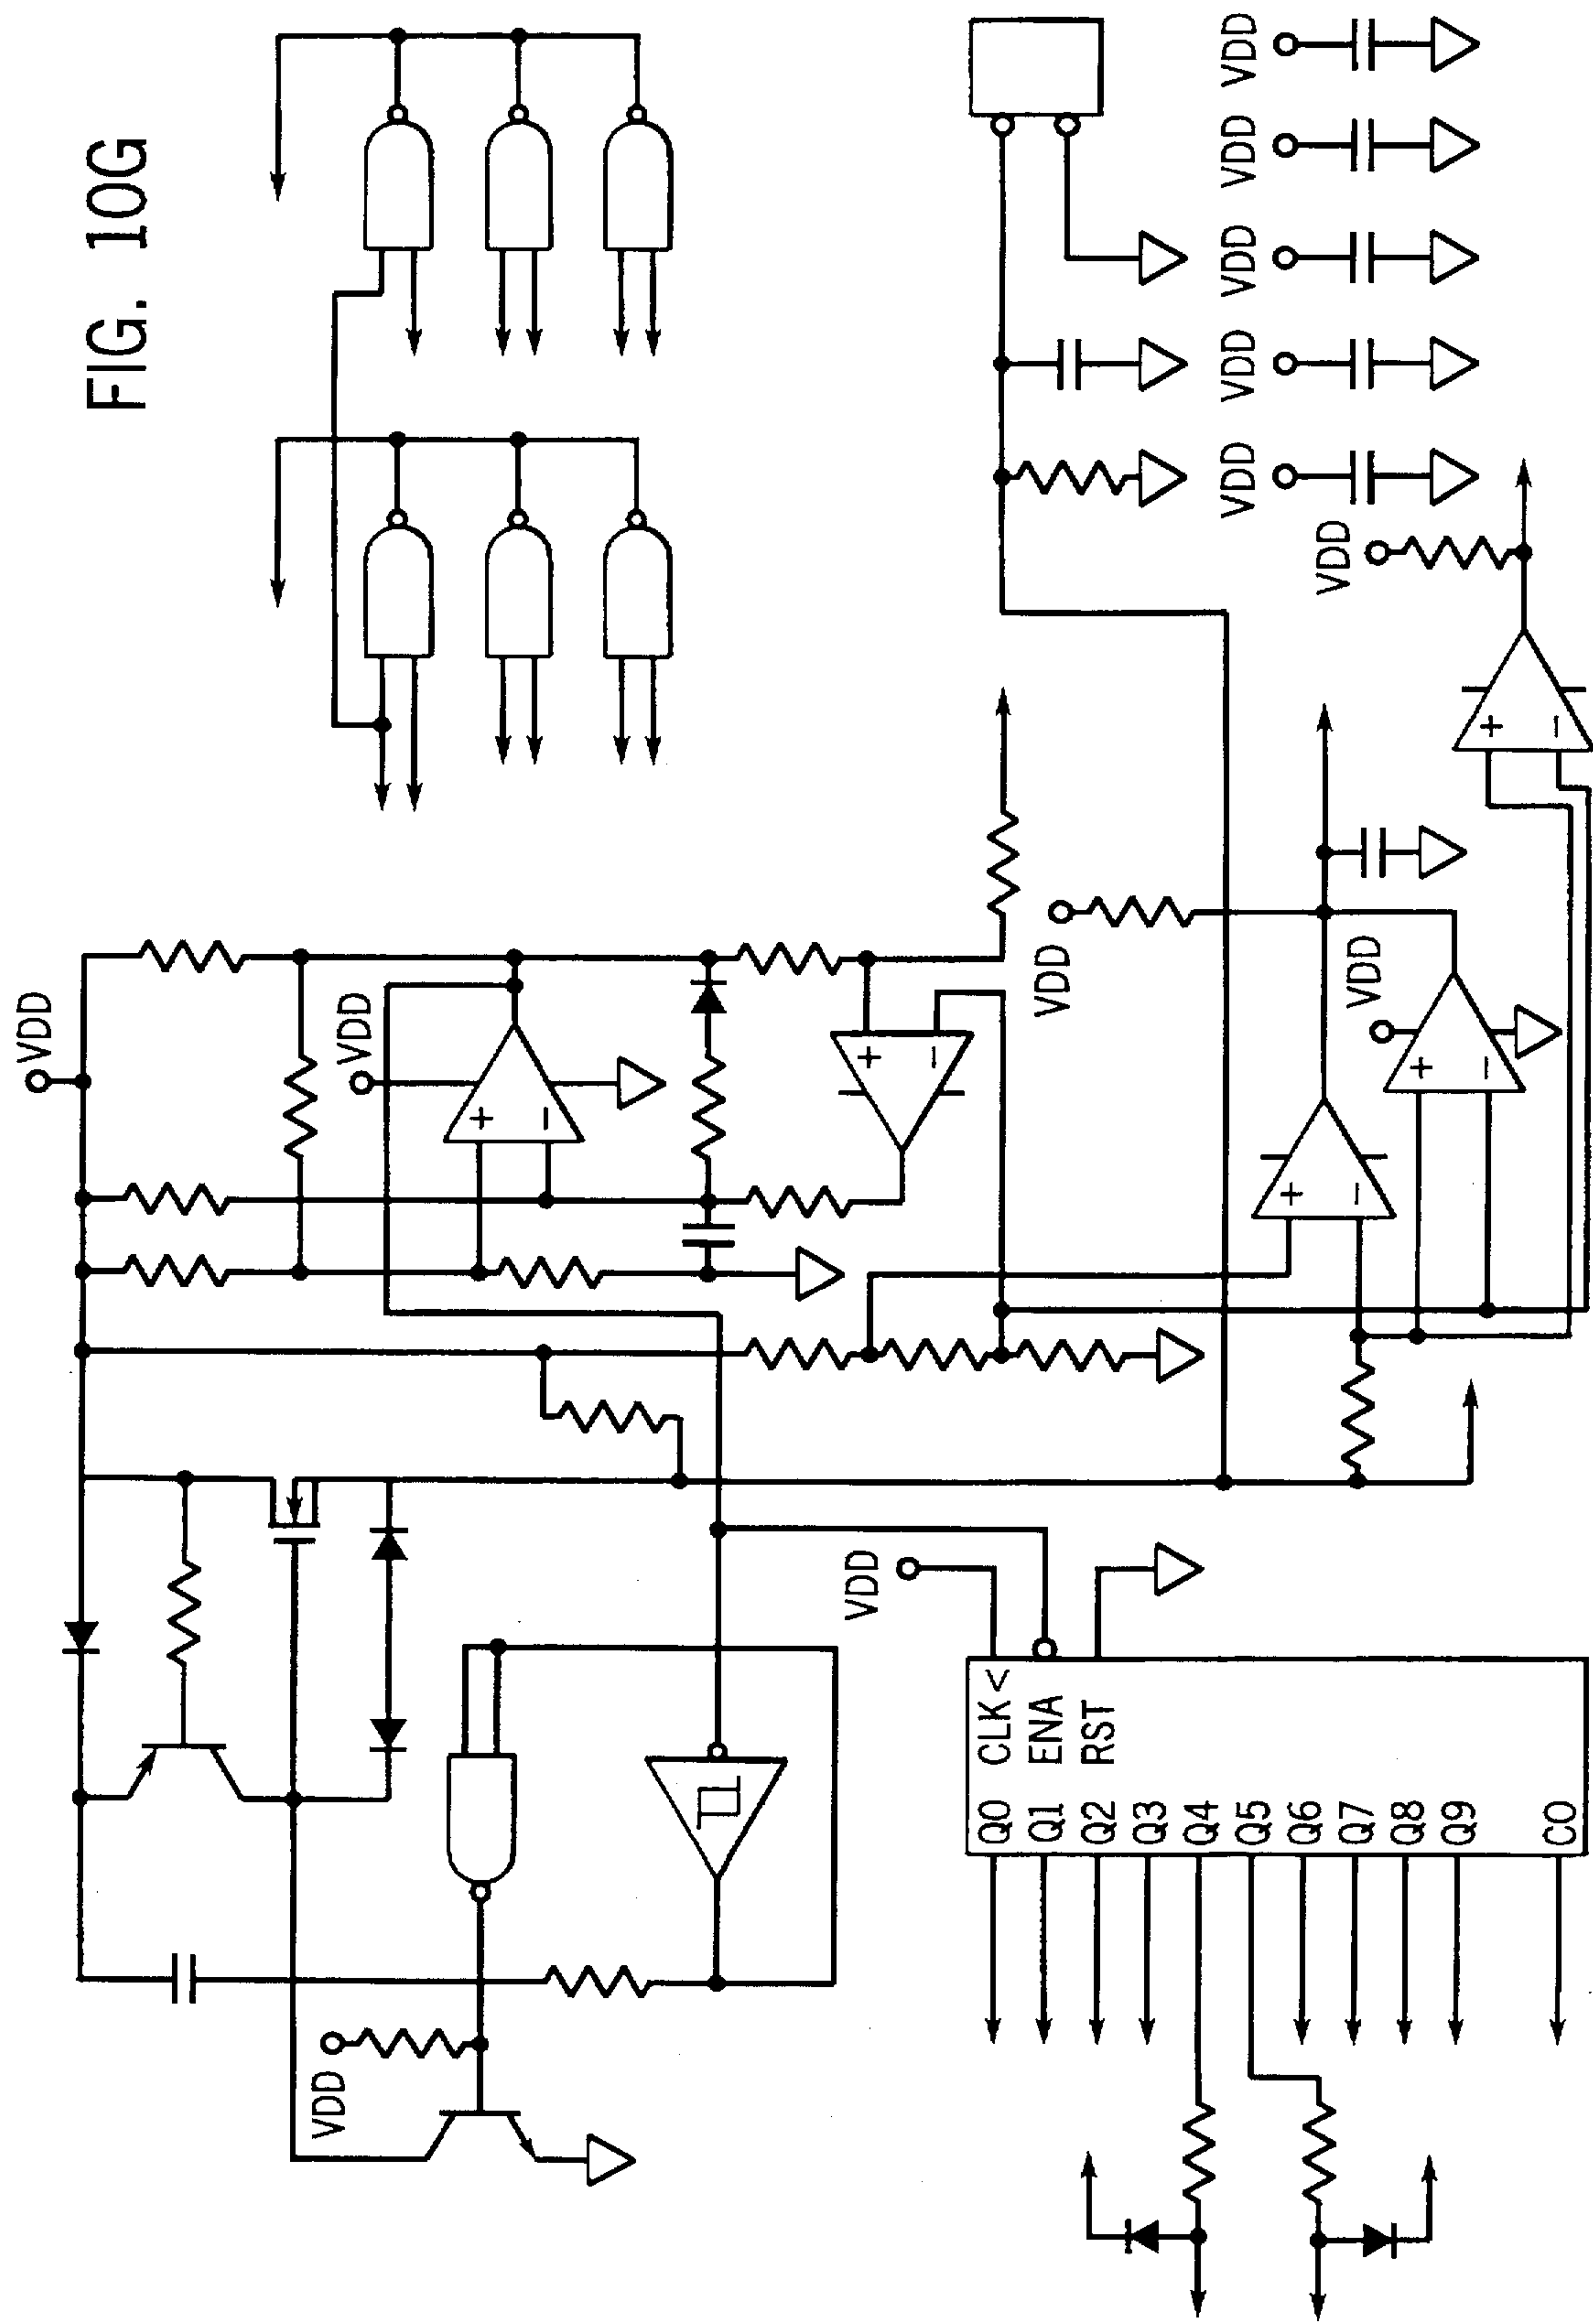 FIG. 10G
VDD
VDD
VDD
VDD
VDD
VDD
VDD
+
−
+
−
VDD
VDD
VDD
+
−
+
−
+
−
VDD
VDD
CLK <
ENA
RST
Q0
Q1
Q2
Q3
Q4
Q5
Q6
Q7
Q8
Q9
CO